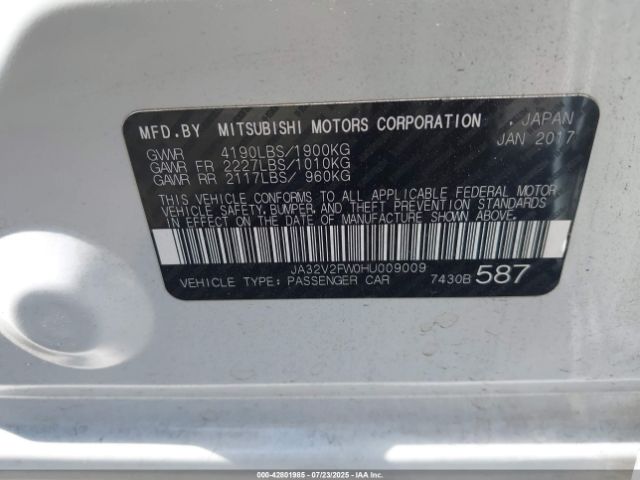 MFD.BY MITSUBISHI MOTORS CORPORATION , JAPAN
JAN 2017
GVWR 4190LBS/1900KG
GAWR FR 2227LBS/1010KG
GAWR RR 2117LBS/ 960KG
THIS VEHICLE CONFORMS TO ALL APPLICABLE FEDERAL MOTOR
VEHICLE SAFETY, BUMPER, AND THEFT PREVENTION STANDARDS
IN EFFECT ON THE DATE OF MANUFACTURE SHOWN ABOVE.
JA32V2FW0HU009009
VEHICLE TYPE: PASSENGER CAR 7430B 587
000-42801985 - 07/23/2025 - IAAI.COM